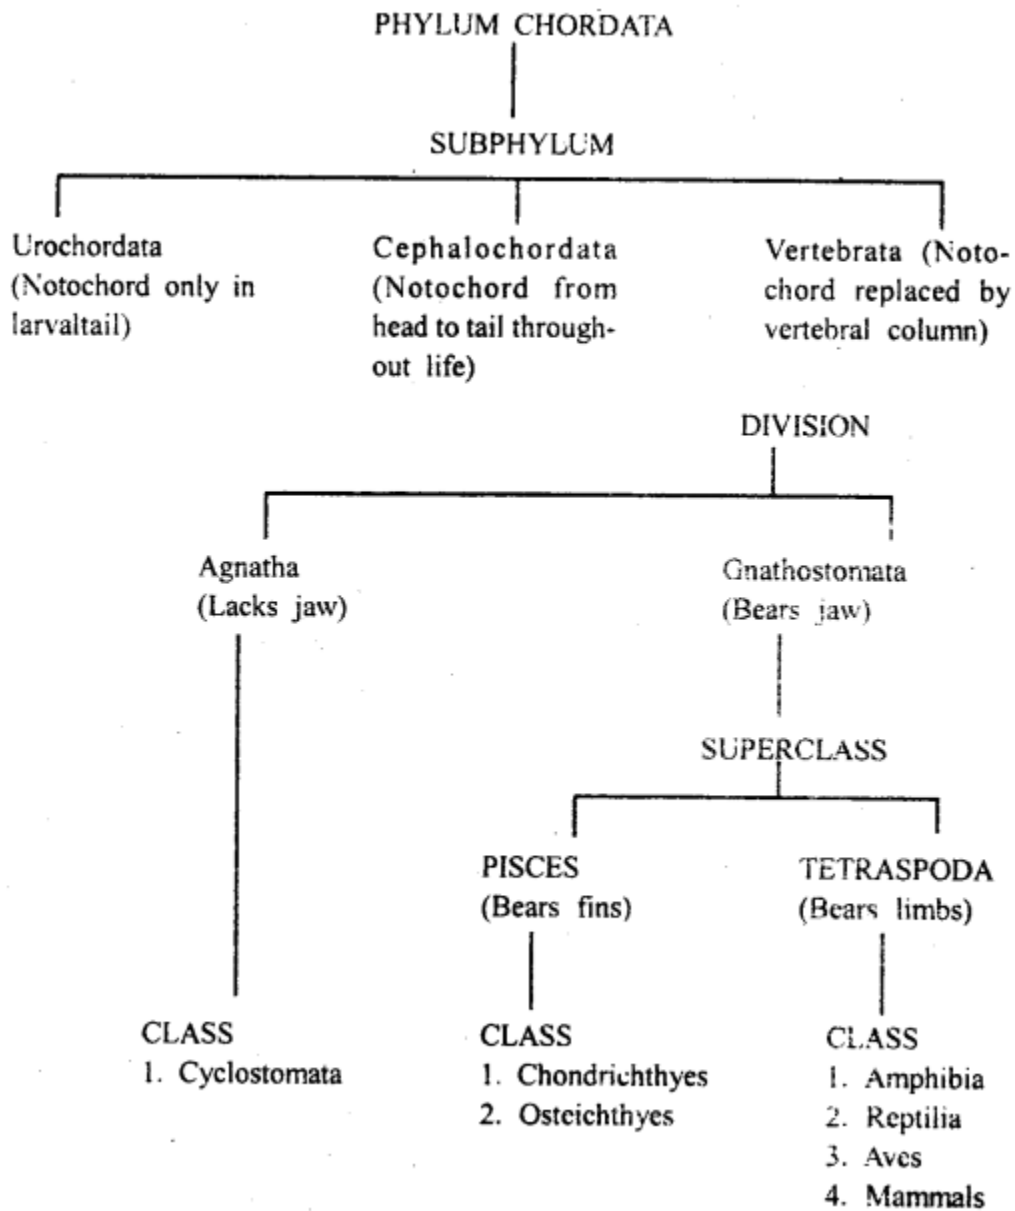 PHYLUM CHORDATA
SUBPHYLUM
Urochordata
(Notochord only in
larvaltail)
Cephalochordata
(Notochord from
head to tail through-
out life)
Vertebrata (Noto-
chord replaced by
vertebral column)
DIVISION
Agnatha
(Lacks jaw)
Gnathostomata
(Bears jaw)
SUPERCLASS
PISCES
(Bears fins)
TETRASPODA
(Bears limbs)
CLASS
1. Cyclostomata
CLASS
1. Chondrichthyes
2. Osteichthyes
CLASS
1. Amphibia
2. Reptilia
3. Aves
4. Mammals